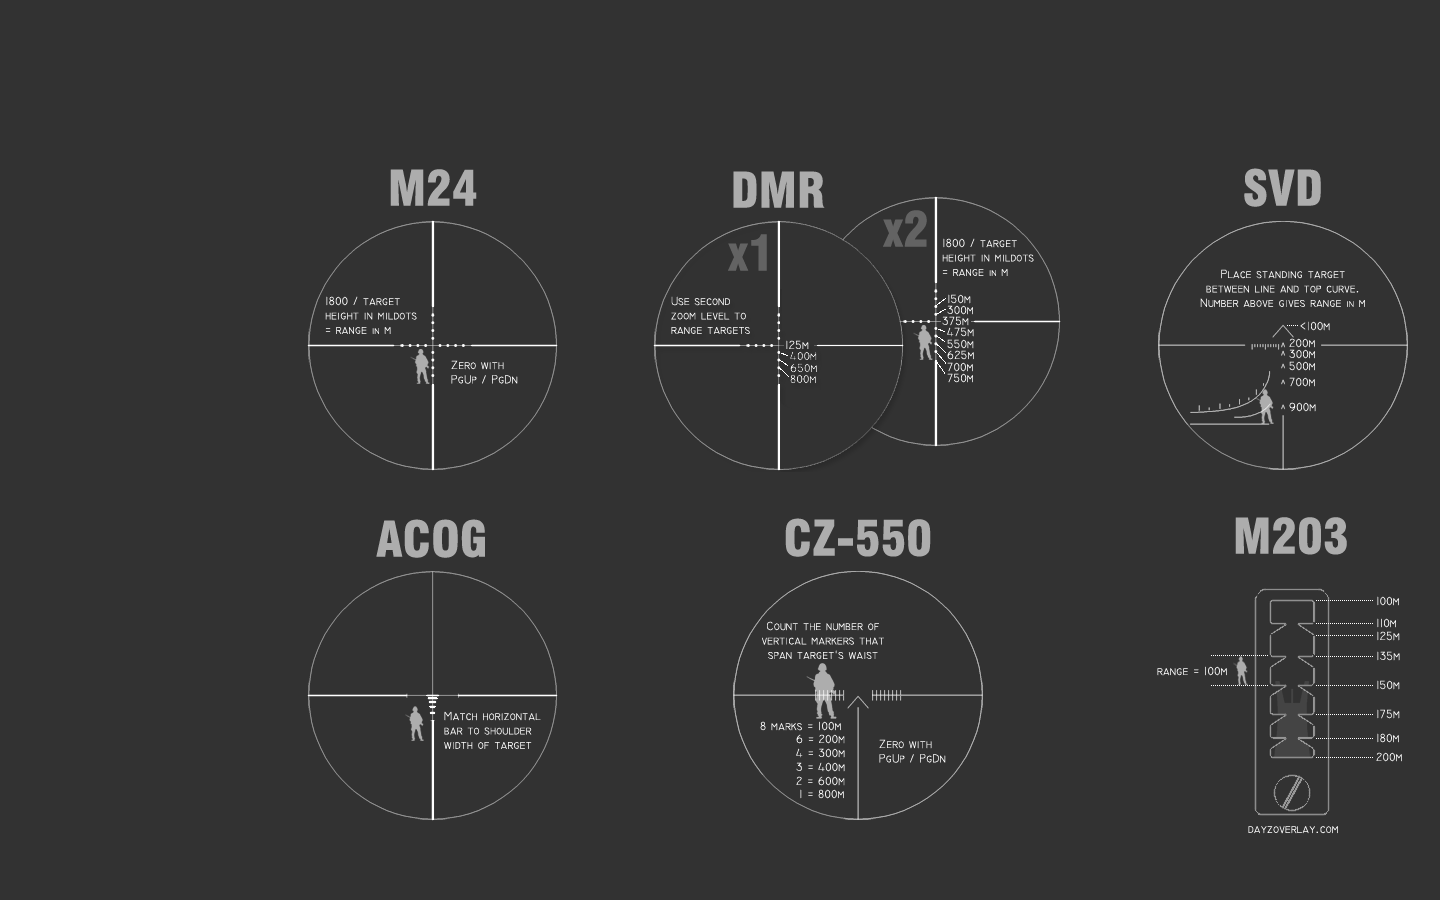 M24
1800 / TARGET
HEIGHT IN MILDOTS
= RANGE IN M
ZERO WITH
PGUP / PGDN
DMR
x1
USE SECOND
ZOOM LEVEL TO
RANGE TARGETS
125M
400M
650M
800M
x2
1800 / TARGET
HEIGHT IN MILDOTS
= RANGE IN M
150M
300M
375M
475M
550M
625M
700M
750M
SVD
PLACE STANDING TARGET
BETWEEN LINE AND TOP CURVE.
NUMBER ABOVE GIVES RANGE IN M
<100M
200M
300M
500M
700M
900M
ACOG
MATCH HORIZONTAL
BAR TO SHOULDER
WIDTH OF TARGET
CZ-550
COUNT THE NUMBER OF
VERTICAL MARKERS THAT
SPAN TARGET'S WAIST
8 MARKS = 100M
6 = 200M
4 = 300M
3 = 400M
2 = 600M
1 = 800M
ZERO WITH
PGUP / PGDN
M203
100M
110M
125M
135M
RANGE = 100M
150M
175M
180M
200M
DAYZOVERLAY.COM